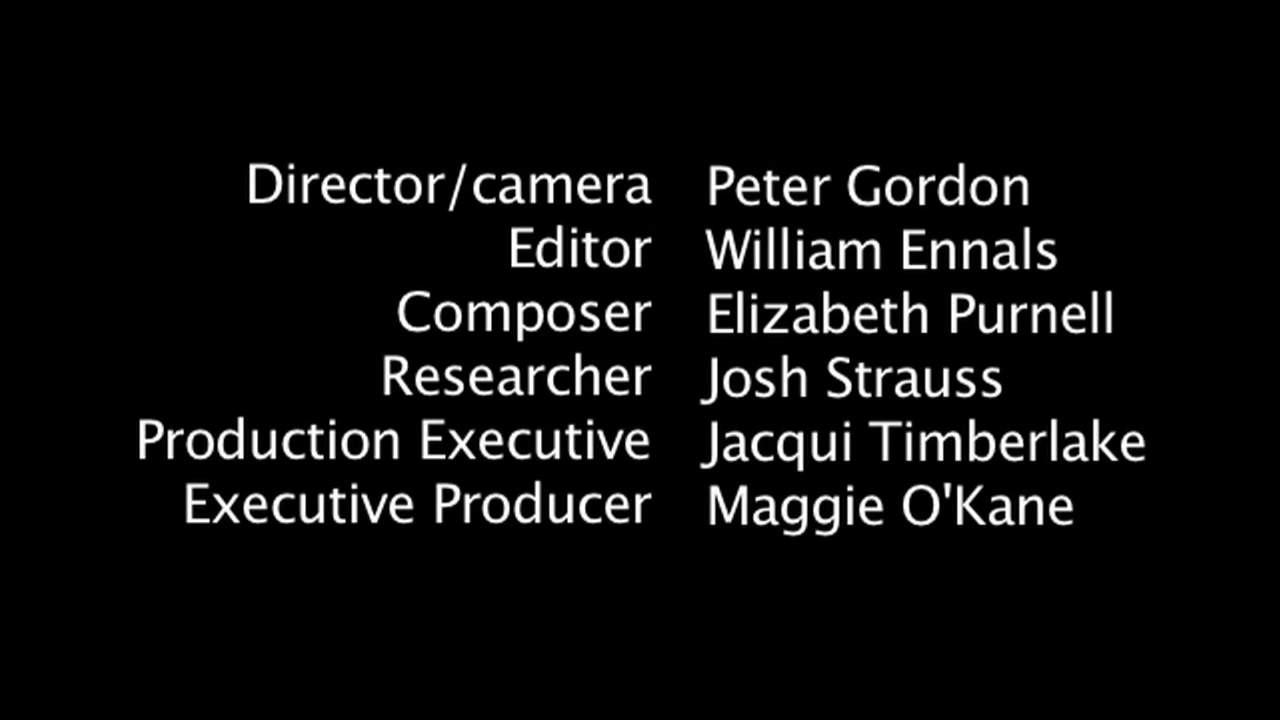 Director/camera Peter Gordon
Editor William Ennals
Composer Elizabeth Purnell
Researcher Josh Strauss
Production Executive Jacqui Timberlake
Executive Producer Maggie O'Kane